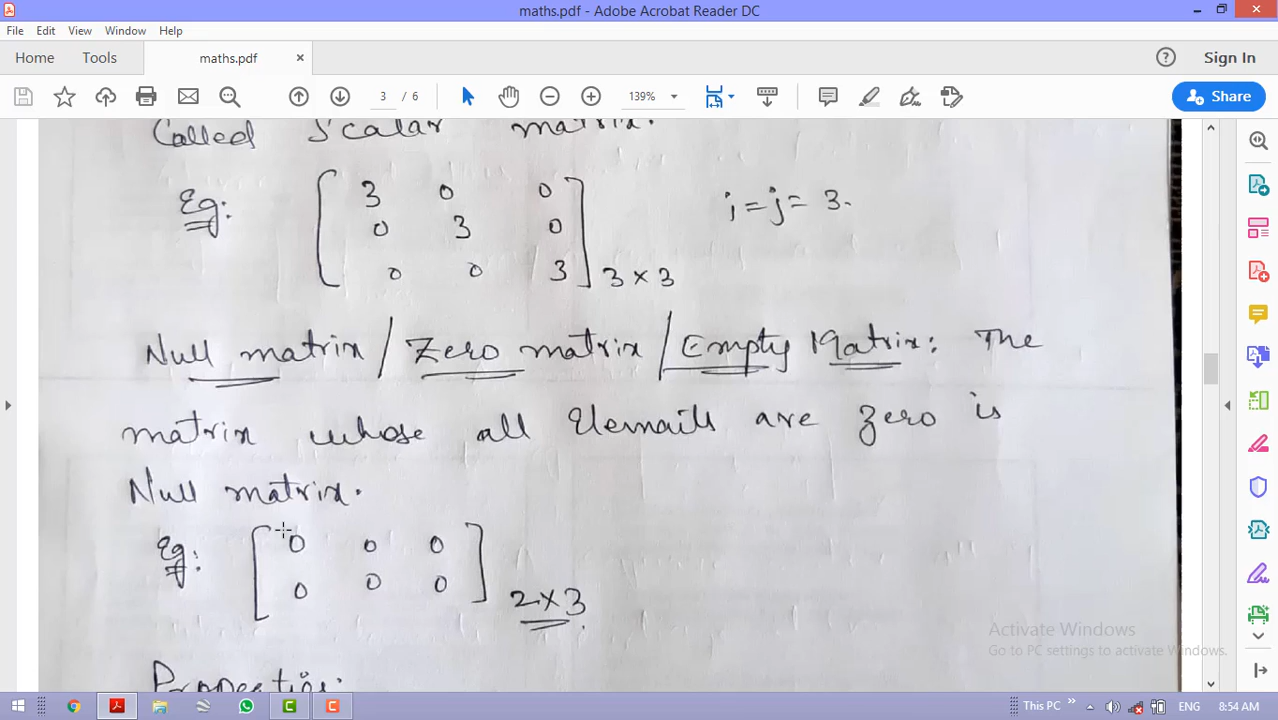 maths.pdf - Adobe Acrobat Reader DC
File Edit View Window Help
Home Tools maths.pdf × Sign In
3 / 6 139% Share
Called Scalar matrix.
Eg: [ 3 0 0
0 3 0
0 0 3 ] 3 × 3
i = j = 3.
Null matrix / Zero matrix / Empty Matrix: The
matrix whose all Elemails are zero is
Null matrix.
Eg: [ 0 0 0
0 0 0 ] 2 × 3.
Properties:
Activate Windows
Go to PC settings to activate Windows.
This PC » ENG 8:54 AM